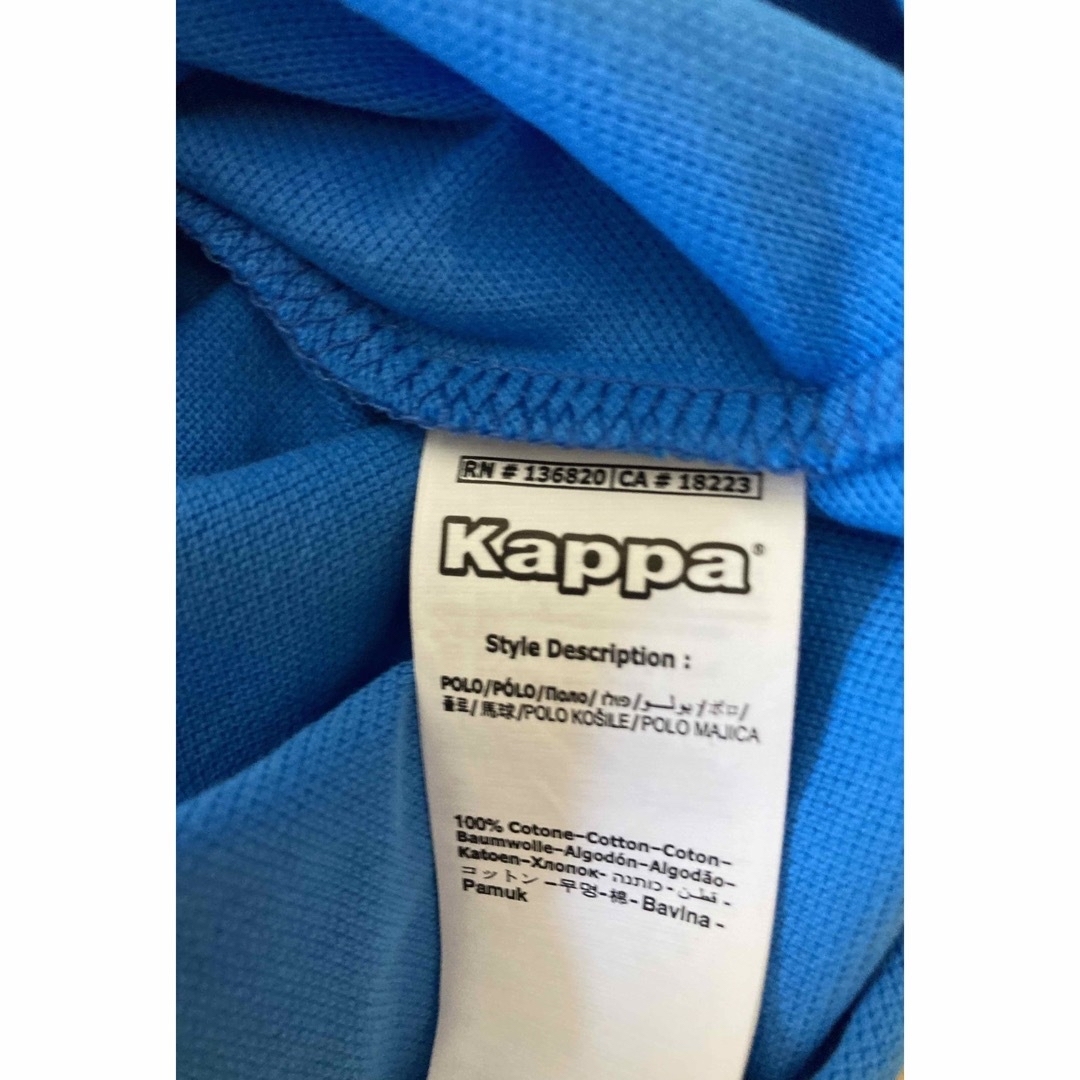 RN # 136820 CA # 18223
Kappa®
Style Description :
POLO/PÓLO/Поло/ פולו/بولو/ポロ/
폴로/馬球/POLO KOŠILE/POLO MAJICA
100% Cotone-Cotton-Coton-
Baumwolle-Algodón-Algodão-
Katoen-Хлопок- כותנה - قطن -
コットン -무명-棉- Bavlna -
Pamuk